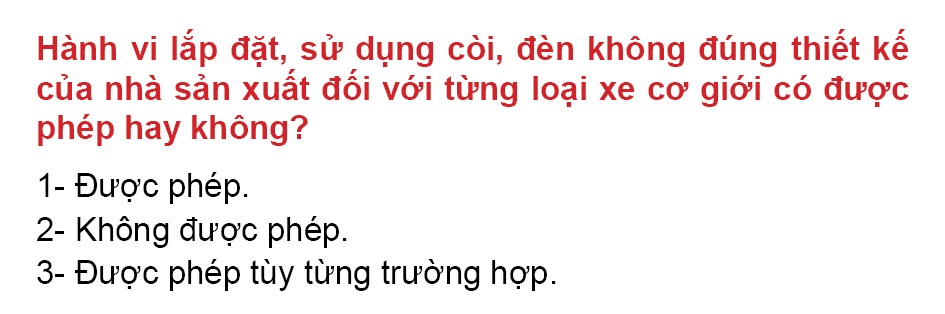 Hành vi lắp đặt, sử dụng còi, đèn không đúng thiết kế
của nhà sản xuất đối với từng loại xe cơ giới có được
phép hay không?
1- Được phép.
2- Không được phép.
3- Được phép tùy từng trường hợp.